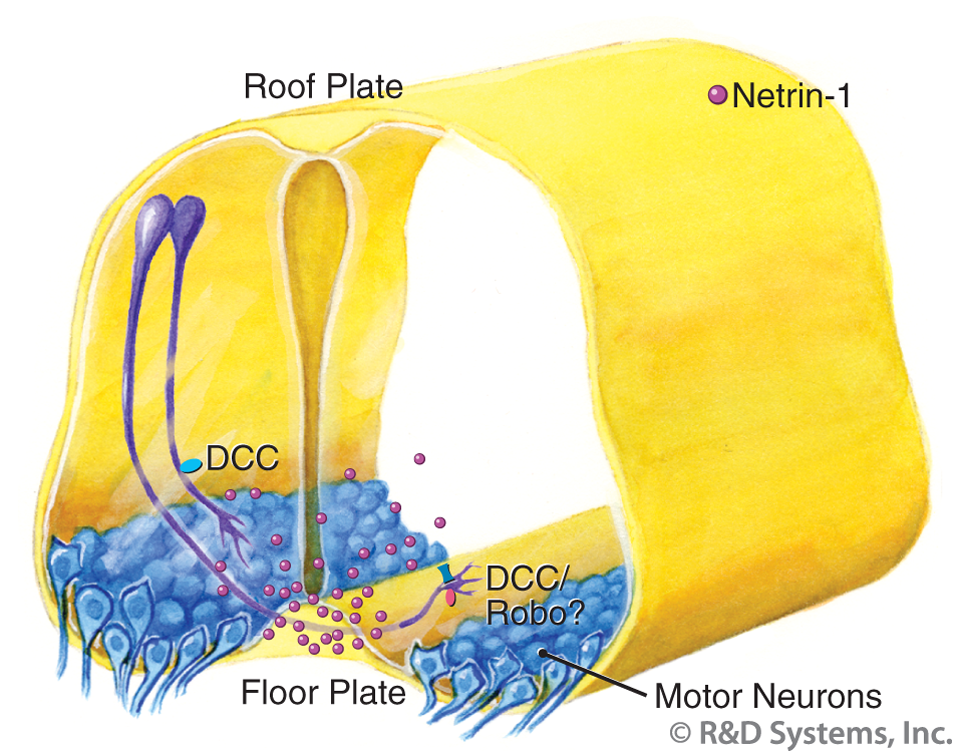 Roof Plate
Netrin-1
DCC
DCC/
Robo?
Floor Plate
Motor Neurons
© R&D Systems, Inc.